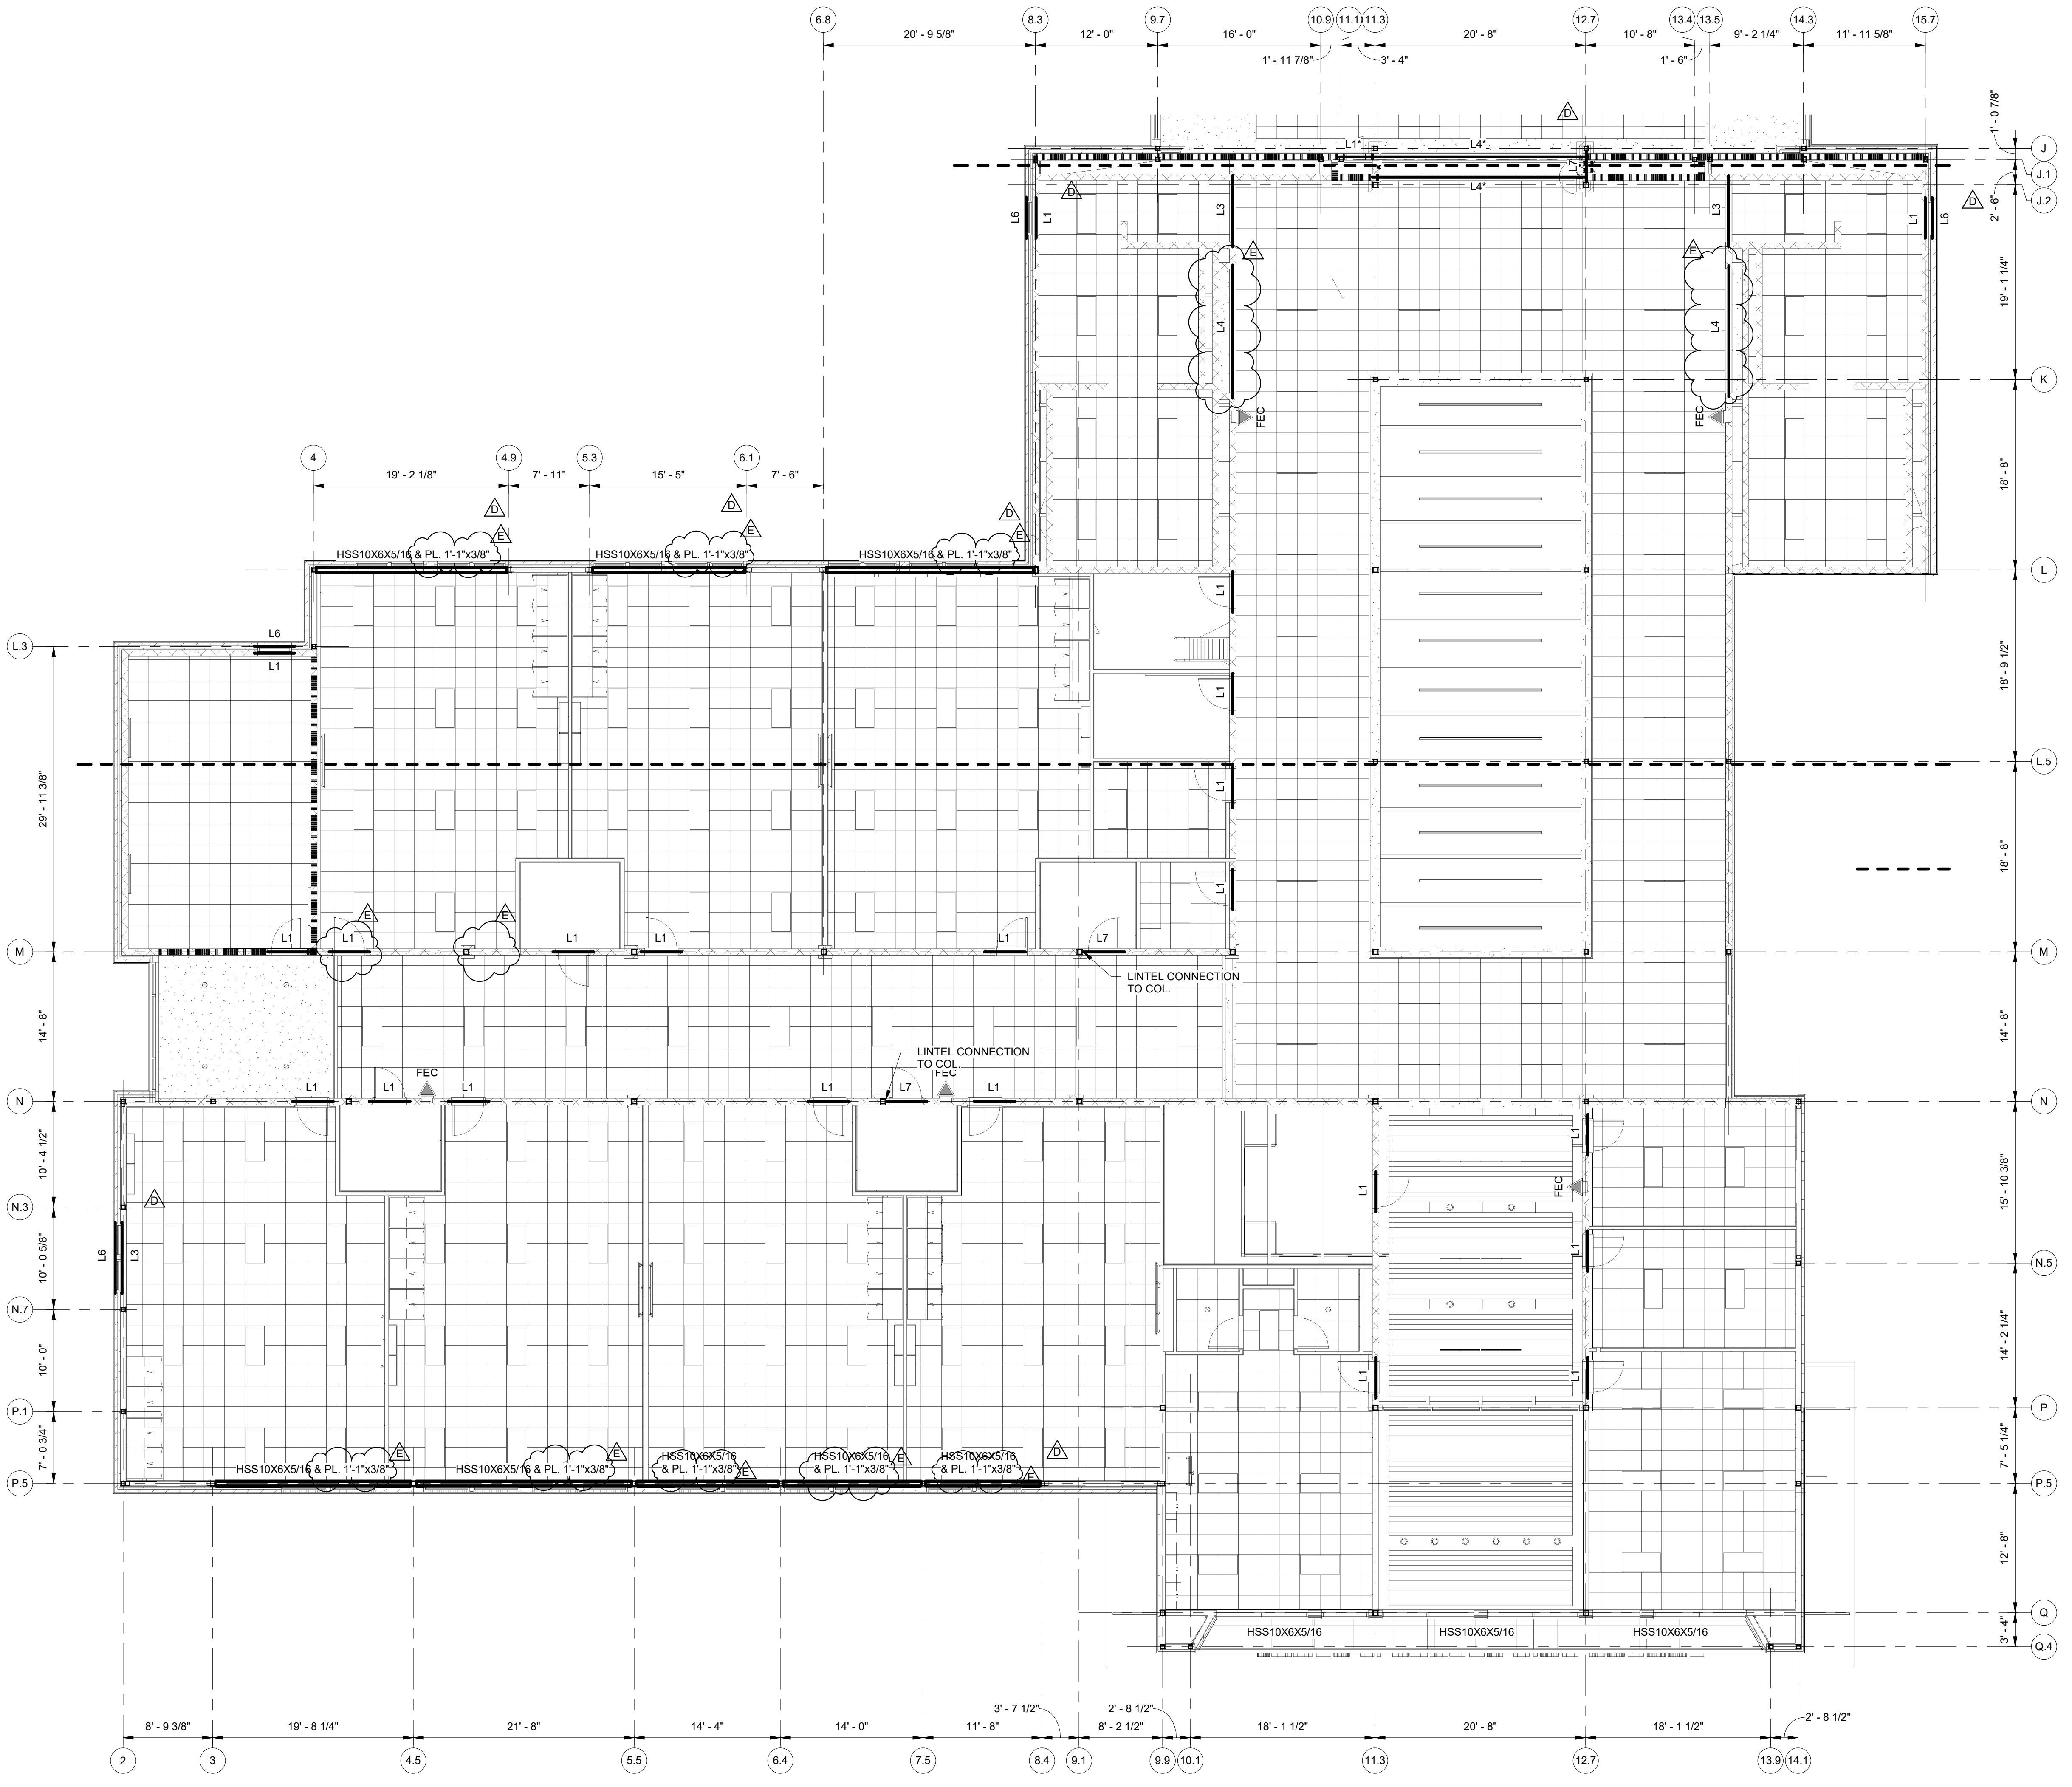 6.8
8.3
9.7
10.9
11.1
11.3
12.7
13.4
13.5
14.3
15.7
20' - 9 5/8"
12' - 0"
16' - 0"
20' - 8"
10' - 8"
9' - 2 1/4"
11' - 11 5/8"
1' - 11 7/8"
3' - 4"
1' - 6"
D
1' - 0 7/8"
J
L1*
L4*
L7
J.1
L4*
2' - 6"
J.2
D
D
L6
L1
L3
L3
L1
L6
E
E
19' - 1 1/4"
L4
L4
K
FEC
FEC
18' - 8"
4
4.9
5.3
6.1
19' - 2 1/8"
7' - 11"
15' - 5"
7' - 6"
D
D
D
E
E
E
HSS10X6X5/16 & PL. 1'-1"x3/8"
HSS10X6X5/16 & PL. 1'-1"x3/8"
HSS10X6X5/16 & PL. 1'-1"x3/8"
L
L1
L.3
L6
L1
18' - 9 1/2"
L1
L.5
L1
29' - 11 3/8"
18' - 8"
L1
E
E
L1
L1
L1
L1
L1
L7
M
M
LINTEL CONNECTION
TO COL.
14' - 8"
14' - 8"
LINTEL CONNECTION
TO COL.
FEC
FEC
L1
L1
L1
L1
L7
L1
N
N
L1
10' - 4 1/2"
15' - 10 3/8"
L1
FEC
D
N.3
L6
L3
10' - 0 5/8"
L1
N.5
N.7
14' - 2 1/4"
10' - 0"
L1
L1
P.1
P
7' - 0 3/4"
7' - 5 1/4"
E
E
E
E
E
D
HSS10X6X5/16 & PL. 1'-1"x3/8"
HSS10X6X5/16 & PL. 1'-1"x3/8"
HSS10X6X5/16
& PL. 1'-1"x3/8"
HSS10X6X5/16
& PL. 1'-1"x3/8"
HSS10X6X5/16
& PL. 1'-1"x3/8"
P.5
P.5
12' - 8"
Q
HSS10X6X5/16
HSS10X6X5/16
HSS10X6X5/16
3' - 4"
Q.4
3' - 7 1/2"
2' - 8 1/2"
2' - 8 1/2"
8' - 9 3/8"
19' - 8 1/4"
21' - 8"
14' - 4"
14' - 0"
11' - 8"
8' - 2 1/2"
18' - 1 1/2"
20' - 8"
18' - 1 1/2"
2
3
4.5
5.5
6.4
7.5
8.4
9.1
9.9
10.1
11.3
12.7
13.9
14.1